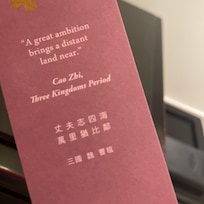 “A great ambition
brings a distant
land near.”
Cao Zhi,
Three Kingdoms Period
丈夫志四海
萬里猶比鄰
三國 魏 曹植